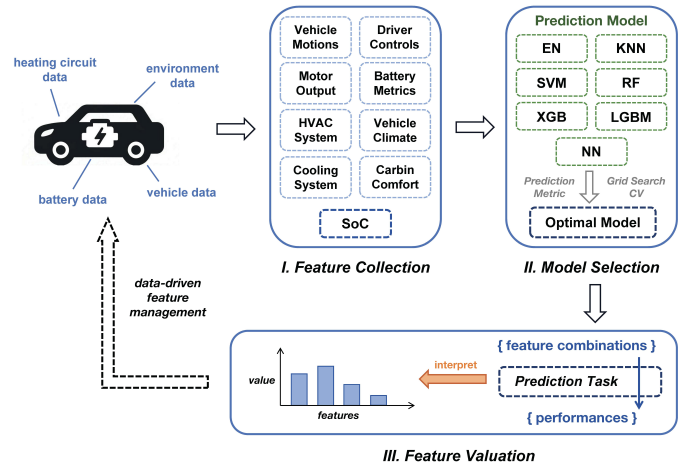 heating circuit
data
environment
data
battery data
vehicle data
Vehicle
Motions
Driver
Controls
Motor
Output
Battery
Metrics
HVAC
System
Vehicle
Climate
Cooling
System
Carbin
Comfort
SoC
I. Feature Collection
Prediction Model
EN
KNN
SVM
RF
XGB
LGBM
NN
Prediction
Metric
Grid Search
CV
Optimal Model
II. Model Selection
data-driven
feature
management
value
features
interpret
{ feature combinations }
Prediction Task
{ performances }
III. Feature Valuation